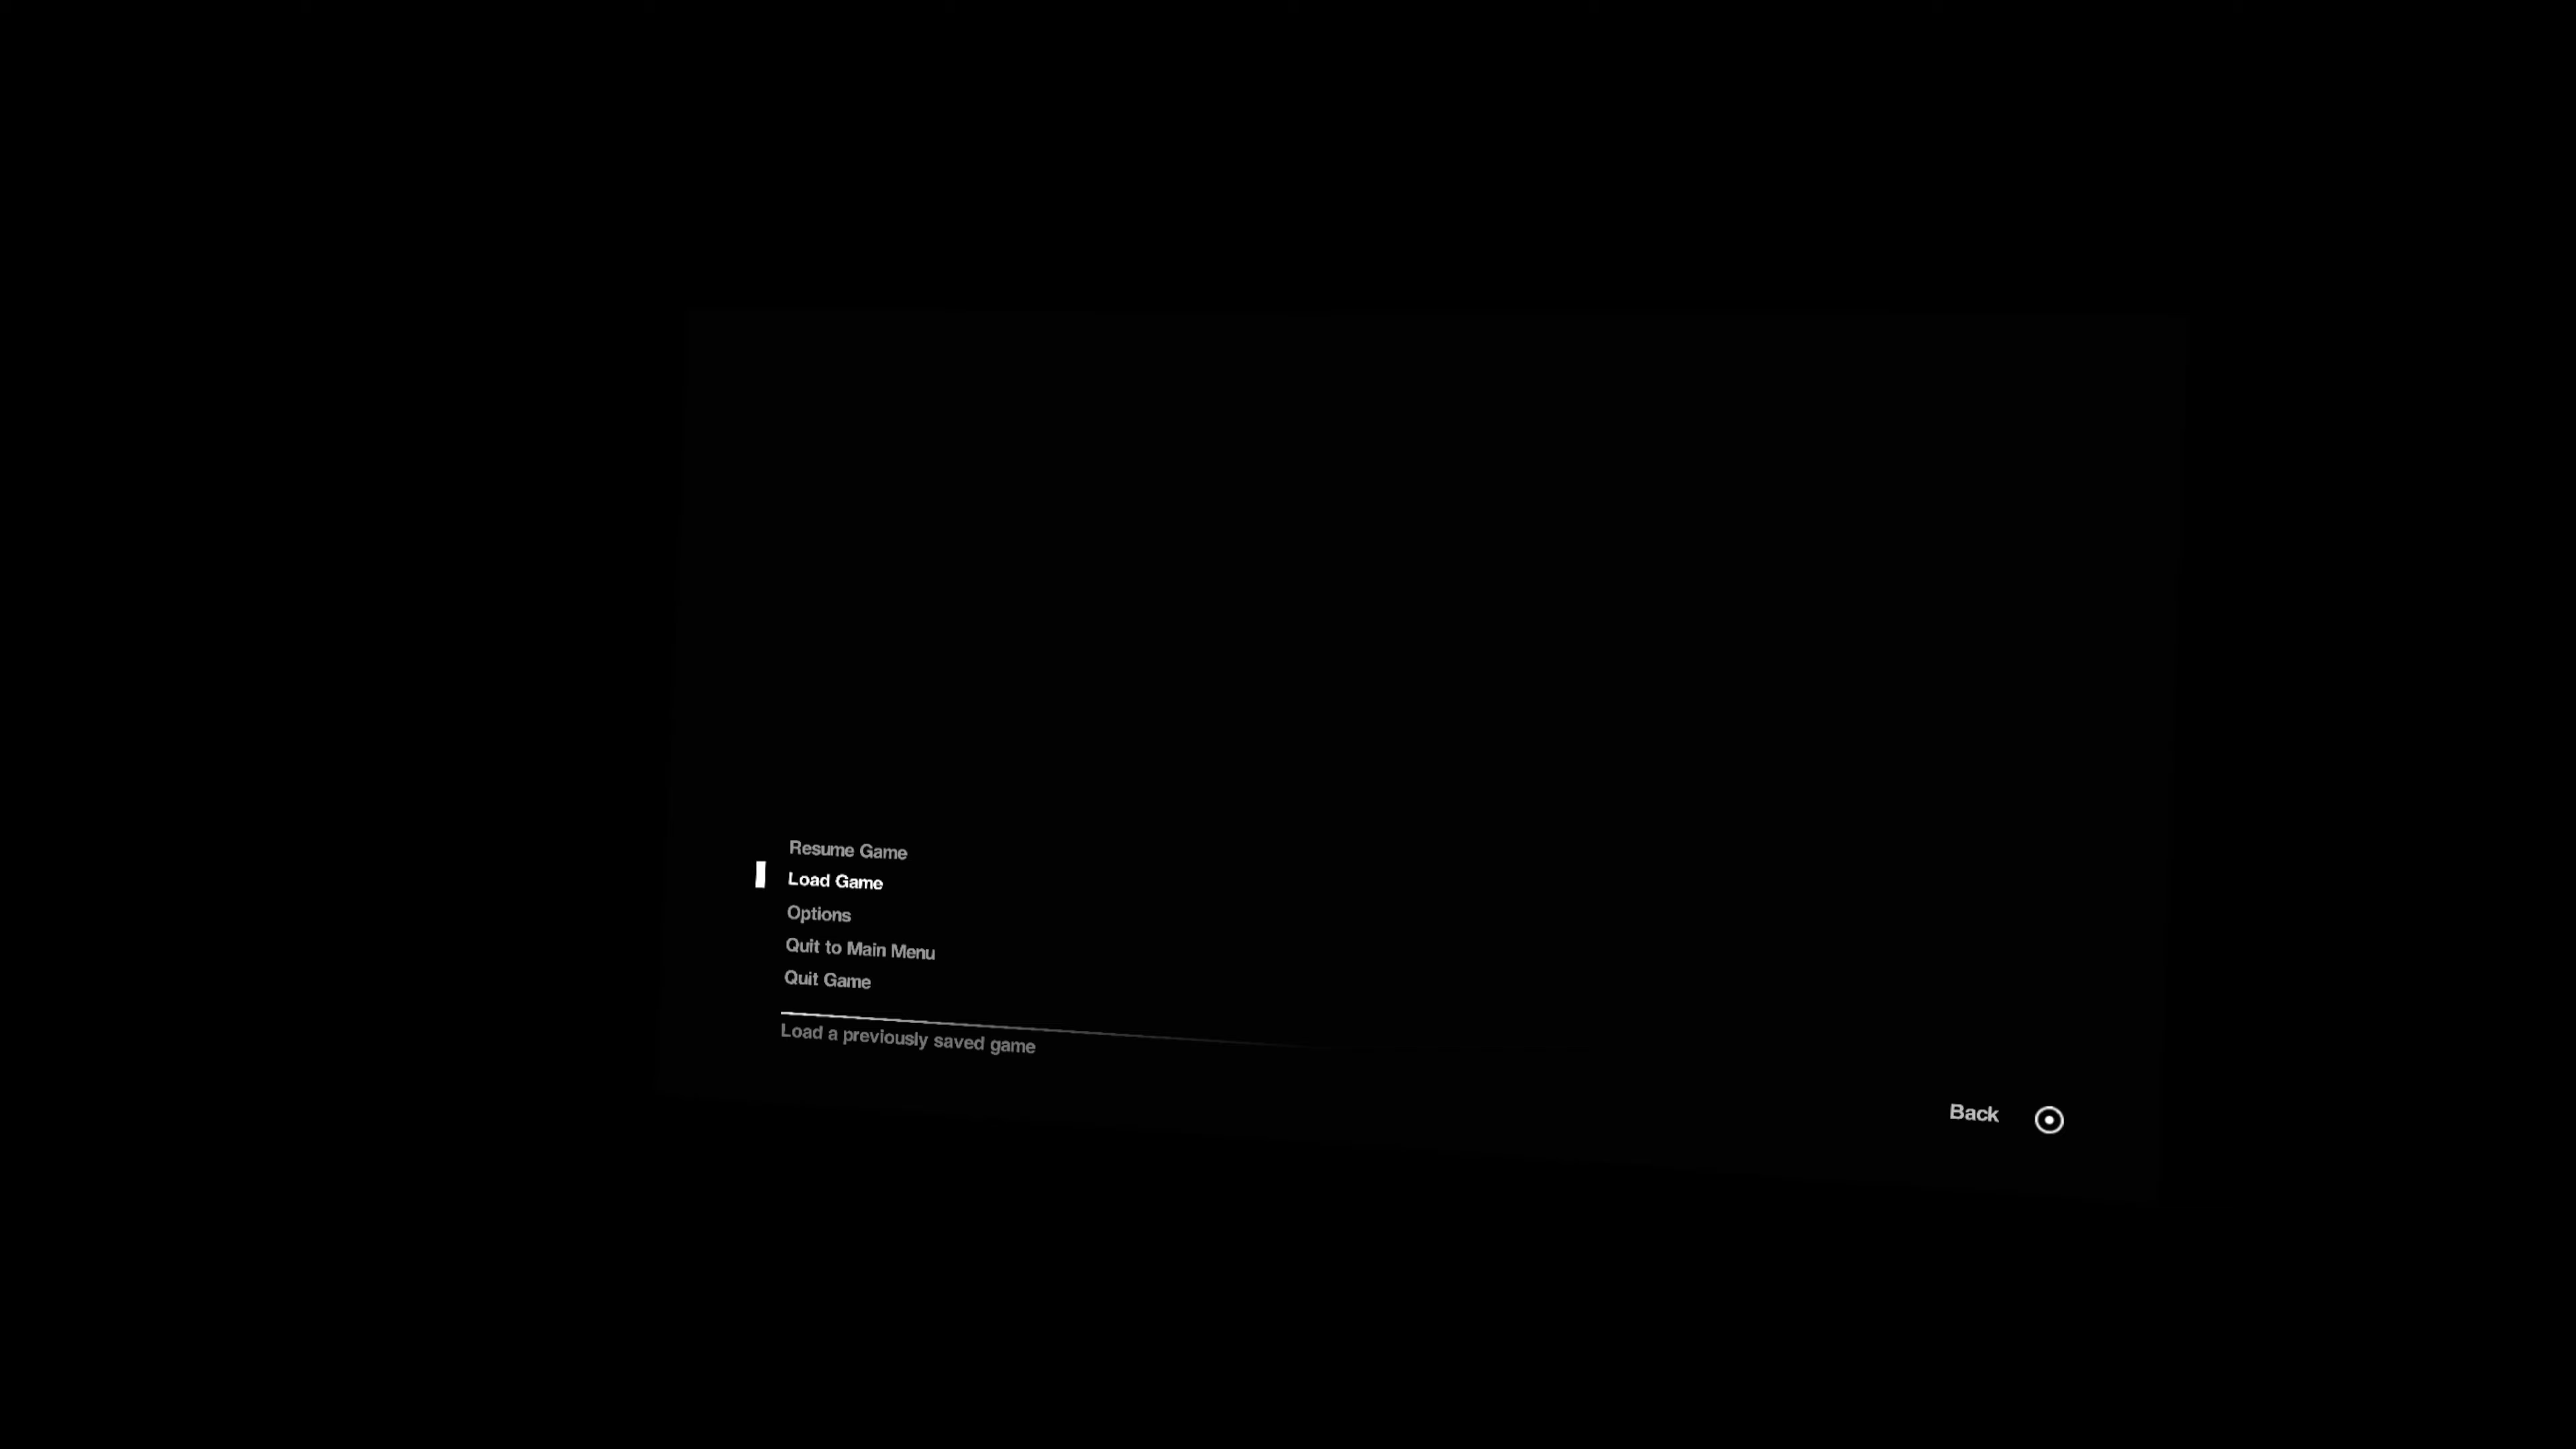 Resume Game
Load Game
Options
Quit to Main Menu
Quit Game
Load a previously saved game
Back